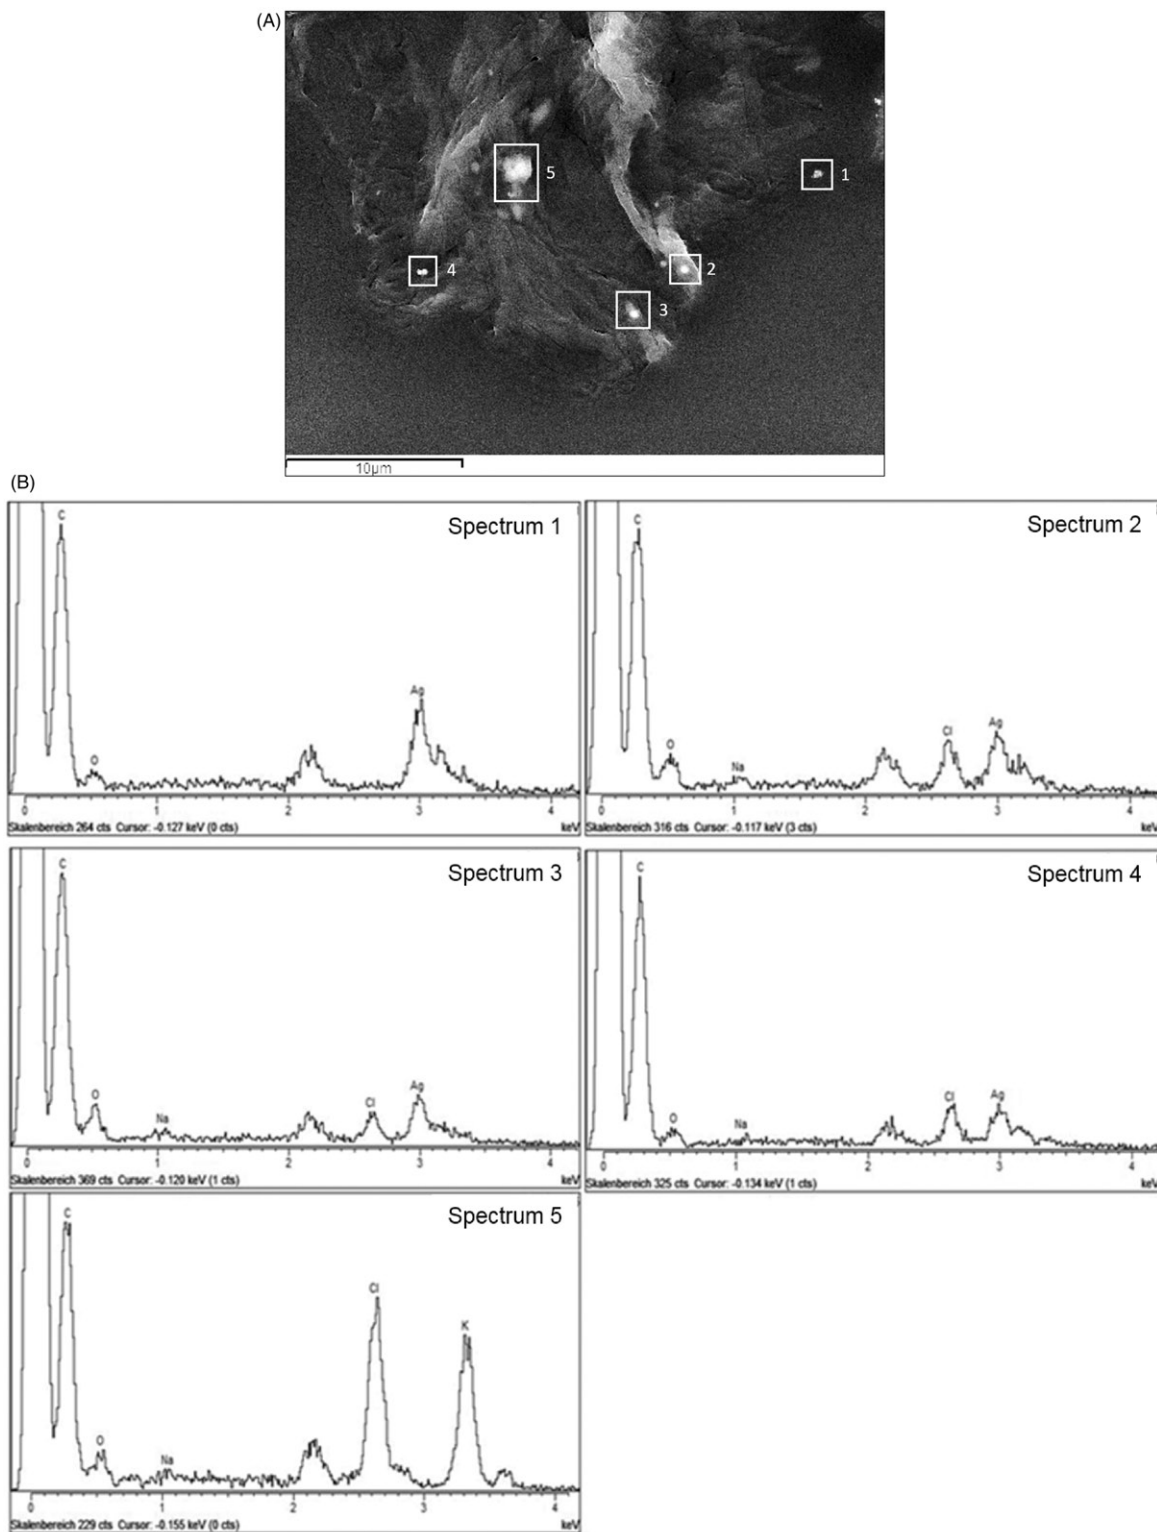 (A)
5
1
4
2
3
10µm
(B)
Spectrum 1
C
O
Ag
0 1 2 3 4
Skalenbereich 264 cts Cursor: -0.127 keV (0 cts) keV
Spectrum 2
C
O
Na
Cl
Ag
0 1 2 3 4
Skalenbereich 316 cts Cursor: -0.117 keV (3 cts) keV
Spectrum 3
C
O
Na
Cl
Ag
0 1 2 3 4
Skalenbereich 369 cts Cursor: -0.120 keV (1 cts) keV
Spectrum 4
C
O
Na
Cl
Ag
0 1 2 3 4
Skalenbereich 325 cts Cursor: -0.134 keV (1 cts) keV
Spectrum 5
C
O
Na
Cl
K
0 1 2 3 4
Skalenbereich 229 cts Cursor: -0.155 keV (0 cts) keV